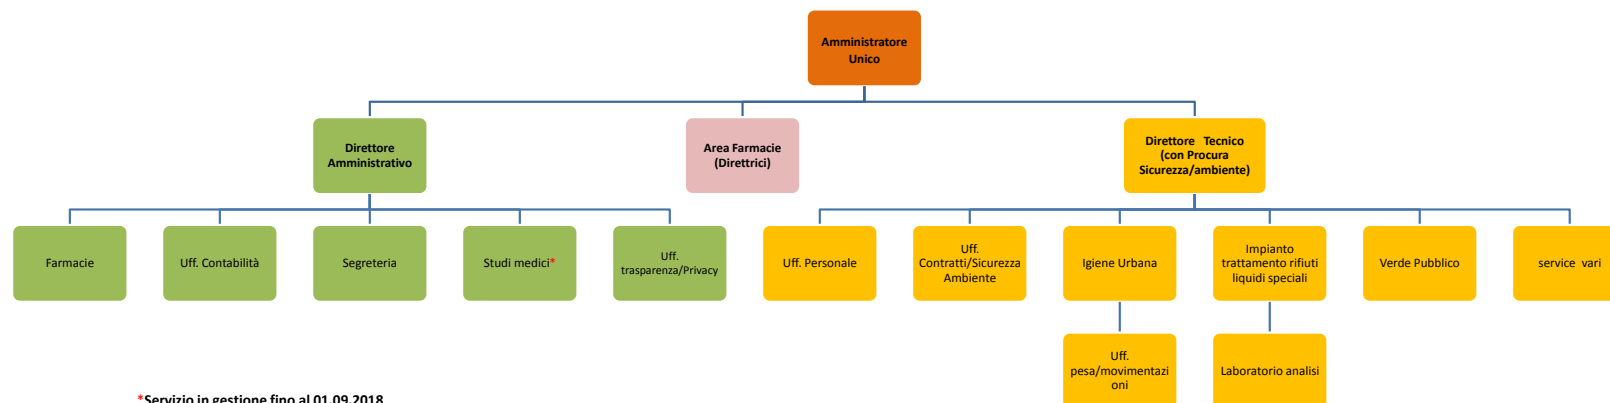 Amministratore
Unico
Direttore
Amministrativo
Area Farmacie
(Direttrici)
Direttore Tecnico
(con Procura
Sicurezza/ambiente)
Farmacie
Uff. Contabilità
Segreteria
Studi medici*
Uff.
trasparenza/Privacy
Uff. Personale
Uff.
Contratti/Sicurezza
Ambiente
Igiene Urbana
Impianto
trattamento rifiuti
liquidi speciali
Verde Pubblico
service vari
Uff.
pesa/movimentazi
oni
Laboratorio analisi
*Servizio in gestione fino al 01.09.2018